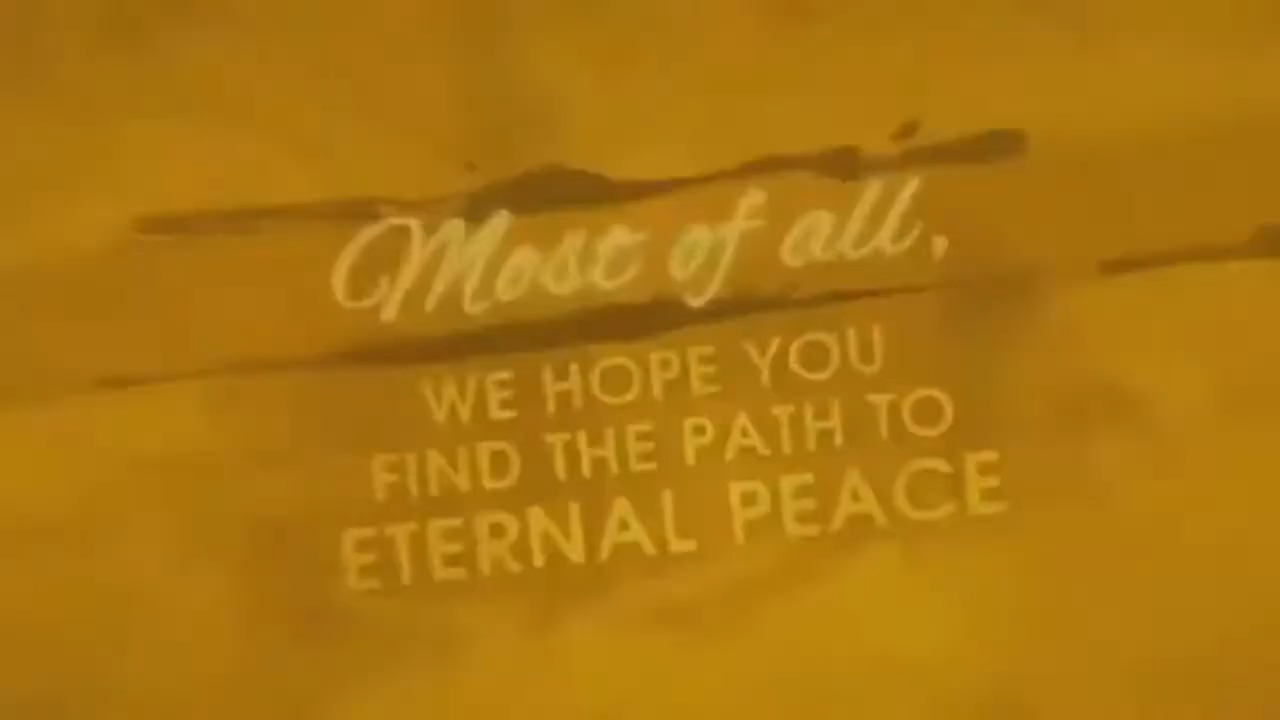 Most of all,
WE HOPE YOU
FIND THE PATH TO
ETERNAL PEACE